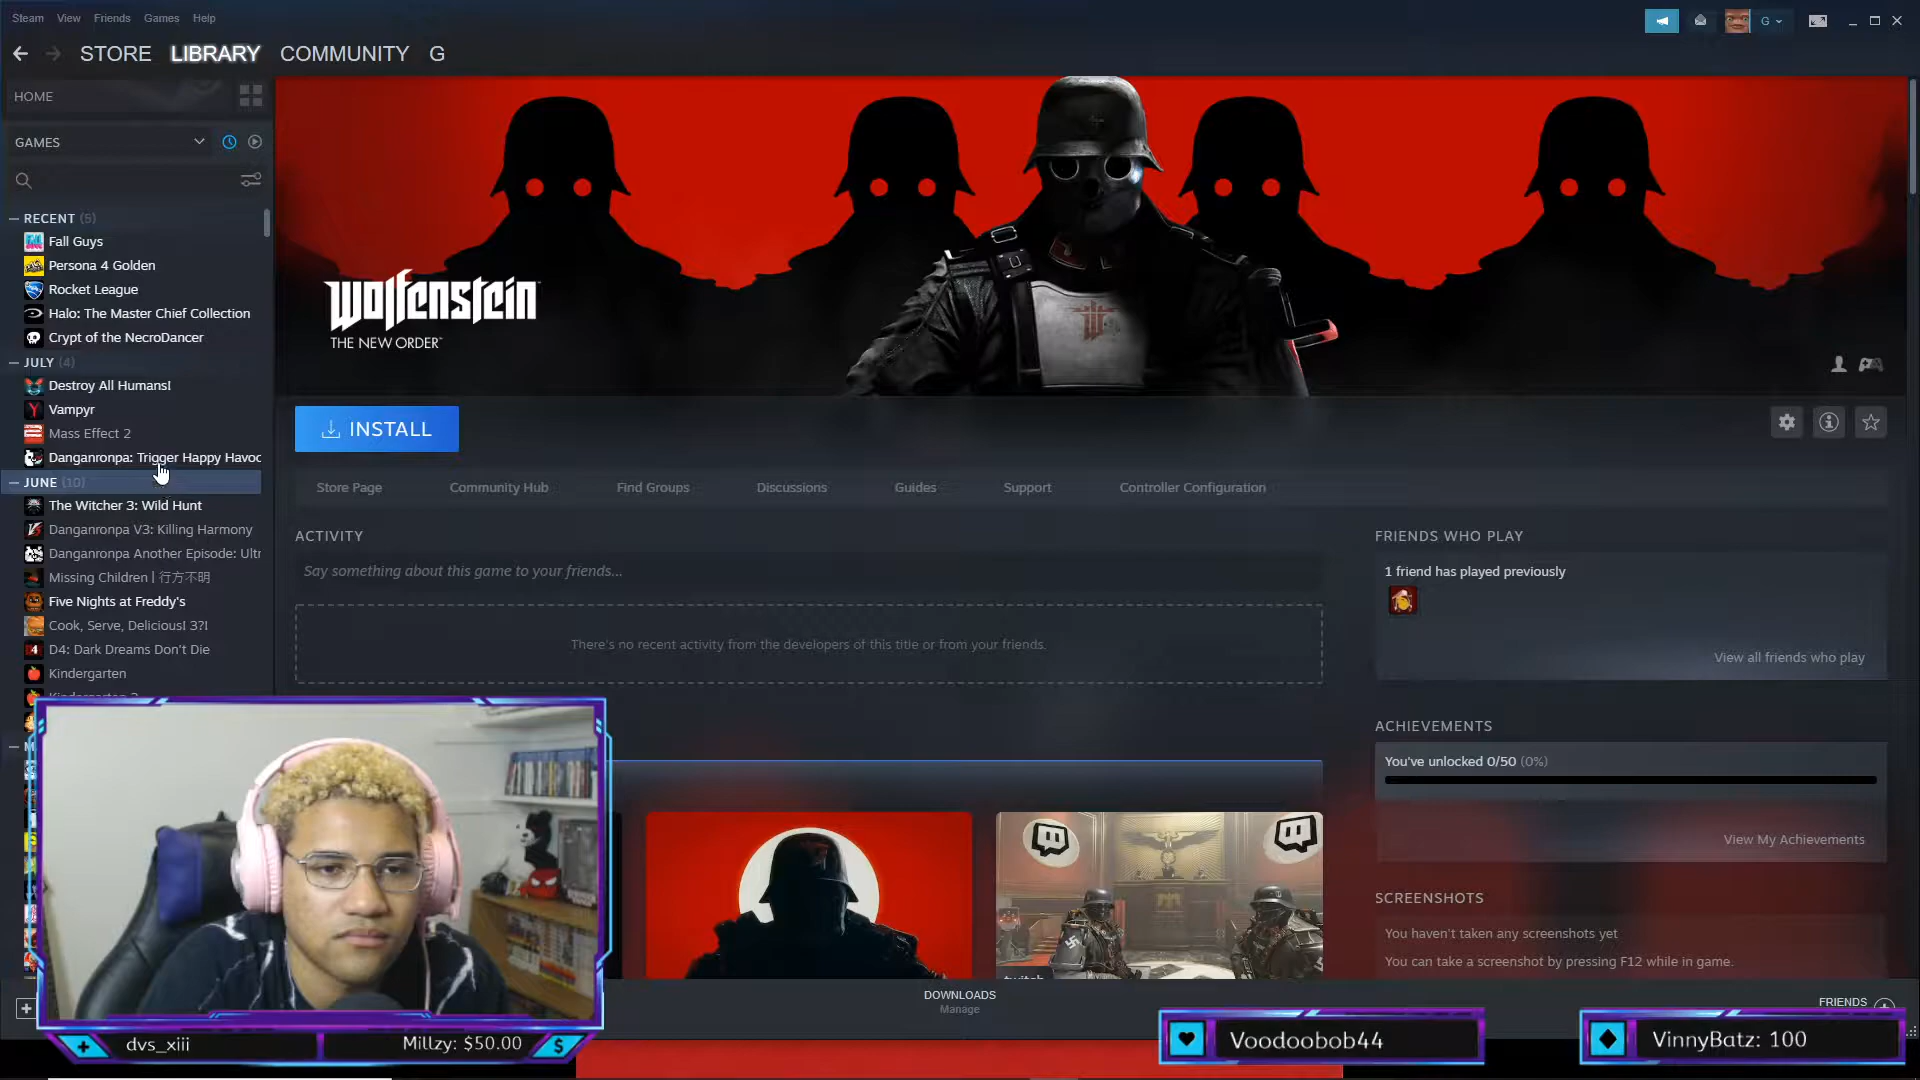 Steam View Friends Games Help
G
STORE LIBRARY COMMUNITY G
HOME
GAMES
RECENT (5)
Fall Guys
Persona 4 Golden
Rocket League
Halo: The Master Chief Collection
Crypt of the NecroDancer
JULY (4)
Destroy All Humans!
Vampyr
Mass Effect 2
Danganronpa: Trigger Happy Havoc
JUNE (10)
The Witcher 3: Wild Hunt
Danganronpa V3: Killing Harmony
Danganronpa Another Episode: Ultr
Missing Children | 行方不明
Five Nights at Freddy's
Cook, Serve, Delicious! 3?!
D4: Dark Dreams Don't Die
Kindergarten
Kindergarten 2
Wolfenstein
THE NEW ORDER™
INSTALL
Store Page Community Hub Find Groups Discussions Guides Support Controller Configuration
ACTIVITY
Say something about this game to your friends...
There's no recent activity from the developers of this title or from your friends.
FRIENDS WHO PLAY
1 friend has played previously
View all friends who play
ACHIEVEMENTS
You've unlocked 0/50 (0%)
View My Achievements
SCREENSHOTS
You haven't taken any screenshots yet
You can take a screenshot by pressing F12 while in game.
twitch
DOWNLOADS
Manage
FRIENDS
dvs_xiii
Millzy: $50.00
Voodoobob44
VinnyBatz: 100